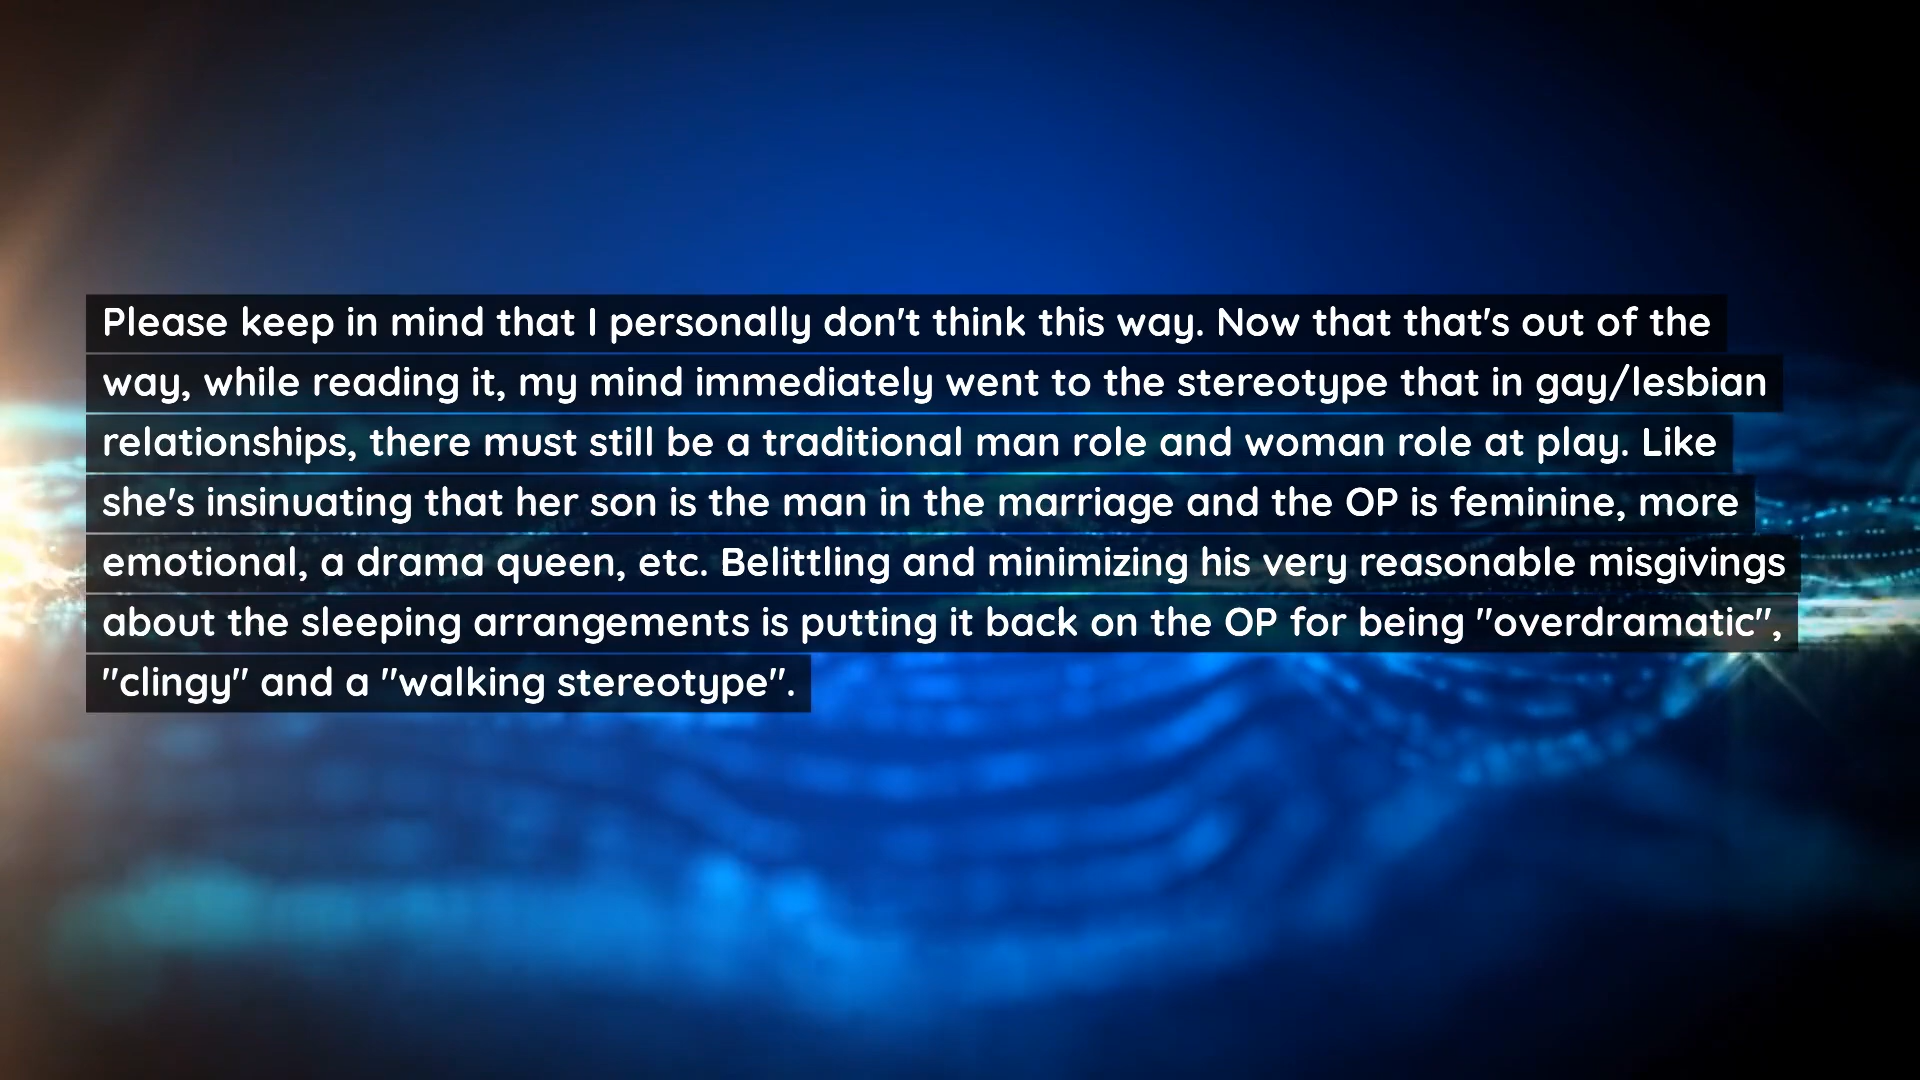 Please keep in mind that I personally don't think this way. Now that that's out of the
way, while reading it, my mind immediately went to the stereotype that in gay/lesbian
relationships, there must still be a traditional man role and woman role at play. Like
she's insinuating that her son is the man in the marriage and the OP is feminine, more
emotional, a drama queen, etc. Belittling and minimizing his very reasonable misgivings
about the sleeping arrangements is putting it back on the OP for being "overdramatic",
"clingy" and a "walking stereotype".